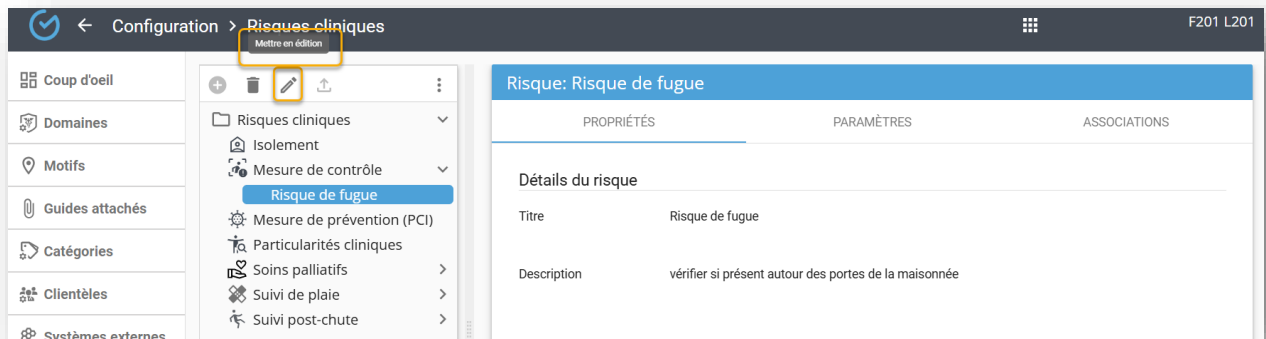 Configuration > Risques cliniques
F201 L201
Mettre en édition
Coup d'oeil
Domaines
Motifs
Guides attachés
Catégories
Clientèles
Systèmes externes
Risques cliniques
Isolement
Mesure de contrôle
Risque de fugue
Mesure de prévention (PCI)
Particularités cliniques
Soins palliatifs
Suivi de plaie
Suivi post-chute
Risque: Risque de fugue
PROPRIÉTÉS PARAMÈTRES ASSOCIATIONS
Détails du risque
Titre Risque de fugue
Description vérifier si présent autour des portes de la maisonnée